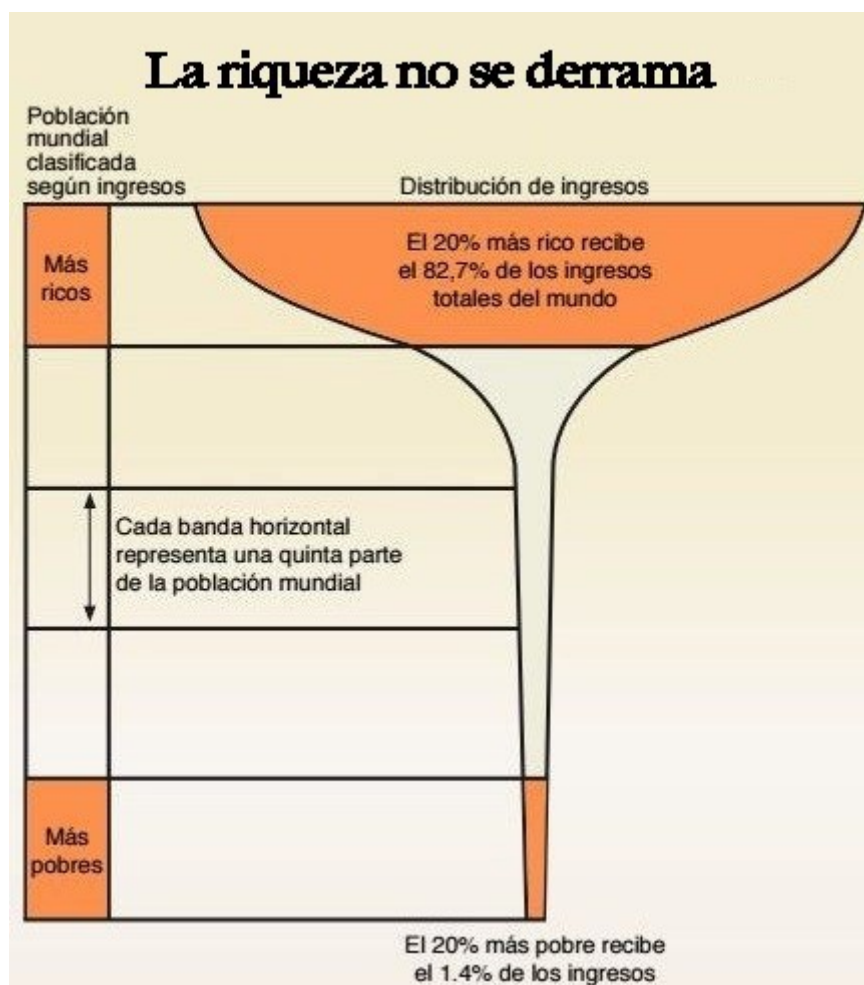 La riqueza no se derrama
Población
mundial
clasificada
según ingresos
Distribución de ingresos
Más
ricos
El 20% más rico recibe
el 82,7% de los ingresos
totales del mundo
Cada banda horizontal
representa una quinta parte
de la población mundial
Más
pobres
El 20% más pobre recibe
el 1.4% de los ingresos